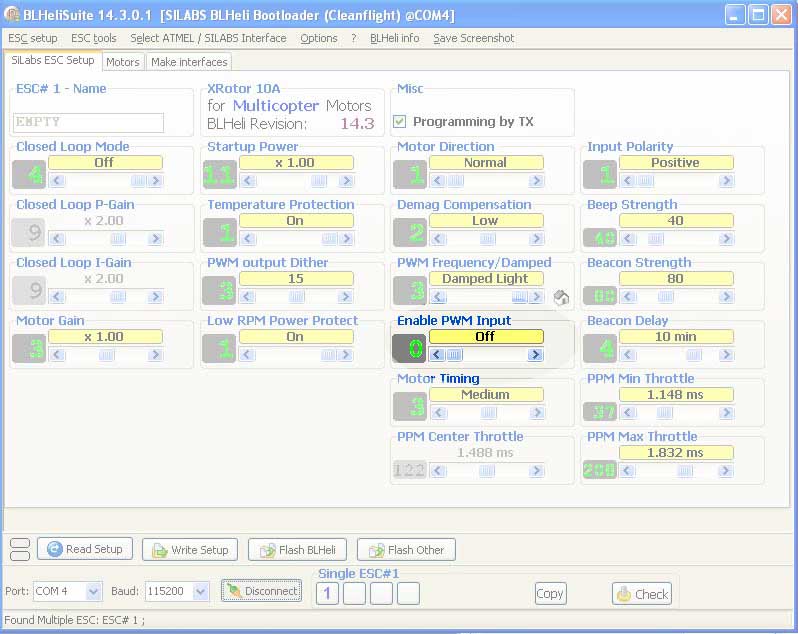 BLHeliSuite 14.3.0.1 [SILABS BLHeli Bootloader (Cleanflight) @COM4]
ESC setup ESC tools Select ATMEL / SILABS Interface Options ? BLHeli info Save Screenshot
SiLabs ESC Setup Motors Make interfaces
ESC# 1 - Name XRotor 10A Misc
for Multicopter Motors
EMPTY BLHeli Revision: 14.3 Programming by TX
Closed Loop Mode Startup Power Motor Direction Input Polarity
Off x 1.00 Normal Positive
4 11 1 1
Closed Loop P-Gain Temperature Protection Demag Compensation Beep Strength
x 2.00 On Low 40
9 1 2 40
Closed Loop I-Gain PWM output Dither PWM Frequency/Damped Beacon Strength
x 2.00 15 Damped Light 80
9 3 3 80
Motor Gain Low RPM Power Protect Enable PWM Input Beacon Delay
x 1.00 On Off 10 min
3 1 0 4
Motor Timing PPM Min Throttle
Medium 1.148 ms
3 37
PPM Center Throttle PPM Max Throttle
1.488 ms 1.832 ms
122 208
Read Setup Write Setup Flash BLHeli Flash Other
Single ESC#1
Port: COM 4 Baud: 115200 Disconnect 1 Copy Check
Found Multiple ESC: ESC# 1 ;